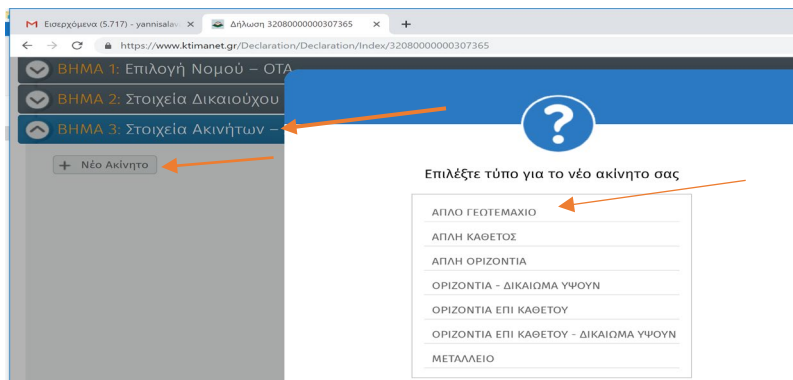 Εισερχόμενα (5.717) - yannisalav
Δήλωση 32080000000307365
https://www.ktimanet.gr/Declaration/Declaration/Index/32080000000307365
ΒΗΜΑ 1: Επιλογή Νομού – ΟΤΑ
ΒΗΜΑ 2: Στοιχεία Δικαιούχου
ΒΗΜΑ 3: Στοιχεία Ακινήτων –
+ Νέο Ακίνητο
?
Επιλέξτε τύπο για το νέο ακίνητο σας
ΑΠΛΟ ΓΕΩΤΕΜΑΧΙΟ
ΑΠΛΗ ΚΑΘΕΤΟΣ
ΑΠΛΗ ΟΡΙΖΟΝΤΙΑ
ΟΡΙΖΟΝΤΙΑ - ΔΙΚΑΙΩΜΑ ΥΨΟΥΝ
ΟΡΙΖΟΝΤΙΑ ΕΠΙ ΚΑΘΕΤΟΥ
ΟΡΙΖΟΝΤΙΑ ΕΠΙ ΚΑΘΕΤΟΥ - ΔΙΚΑΙΩΜΑ ΥΨΟΥΝ
ΜΕΤΑΛΛΕΙΟ